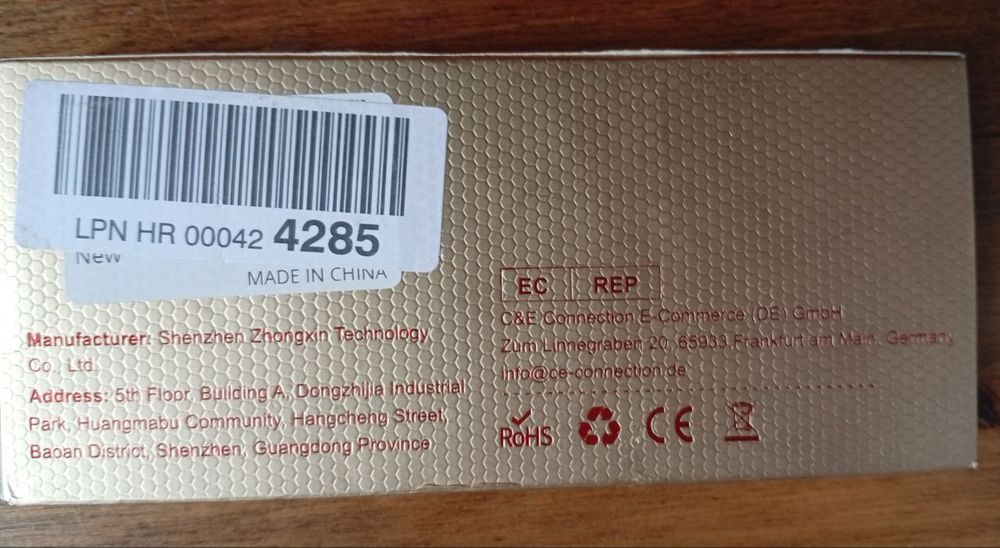 LPN HR 00042 4285
New
MADE IN CHINA
Manufacturer: Shenzhen Zhongxin Technology
Co., Ltd.
Address: 5th Floor, Building A, Dongzhijia Industrial
Park, Huangmabu Community, Hangcheng Street,
Baoan District, Shenzhen, Guangdong Province
EC REP
C&E Connection E-Commerce (DE) GmbH
Zum Linnegraben 20, 65933,Frankfurt am Main, Germany
info@ce-connection.de
RoHS
CE